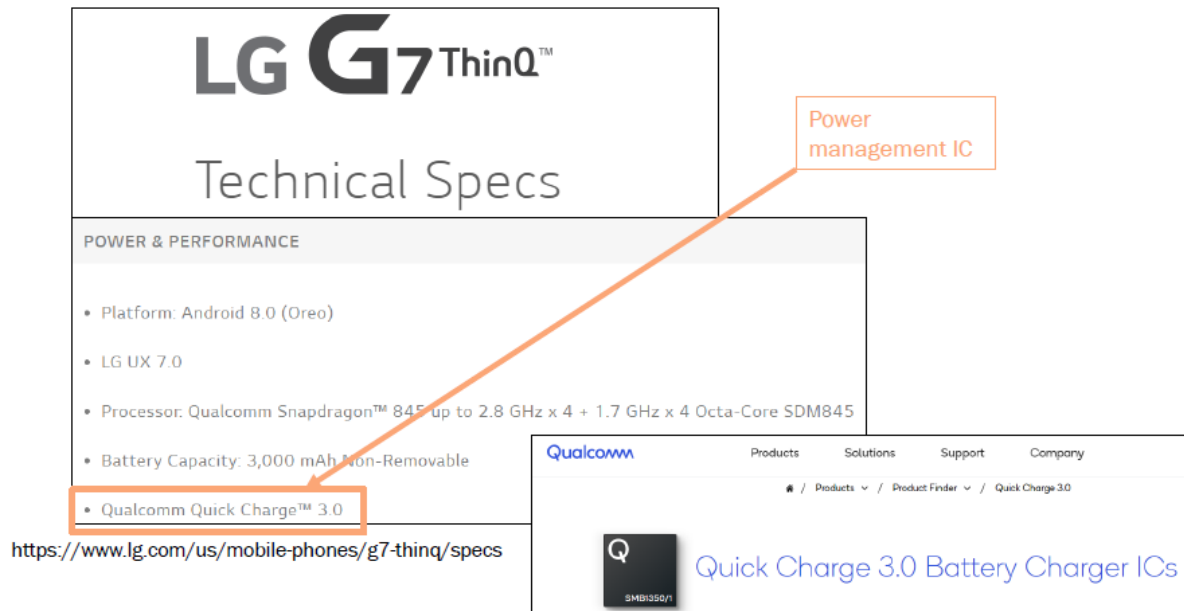 LG G7 ThinQ™
Technical Specs
Power
management IC
POWER & PERFORMANCE
• Platform: Android 8.0 (Oreo)
• LG UX 7.0
• Processor: Qualcomm Snapdragon™ 845 up to 2.8 GHz x 4 + 1.7 GHz x 4 Octa-Core SDM845
• Battery Capacity: 3,000 mAh Non-Removable
• Qualcomm Quick Charge™ 3.0
https://www.lg.com/us/mobile-phones/g7-thinq/specs
Qualcomm Products Solutions Support Company
/ Products / Product Finder / Quick Charge 3.0
Q
SMB1350/1
Quick Charge 3.0 Battery Charger ICs